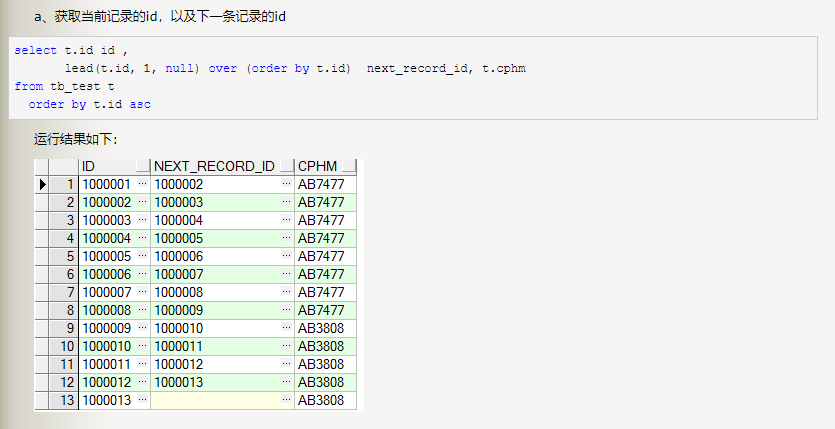 a、获取当前记录的id，以及下一条记录的id
select t.id id ,
lead(t.id, 1, null) over (order by t.id) next_record_id, t.cphm
from tb_test t
order by t.id asc
运行结果如下：
ID NEXT_RECORD_ID CPHM
1 1000001 ··· 1000002 ··· AB7477
2 1000002 ··· 1000003 ··· AB7477
3 1000003 ··· 1000004 ··· AB7477
4 1000004 ··· 1000005 ··· AB7477
5 1000005 ··· 1000006 ··· AB7477
6 1000006 ··· 1000007 ··· AB7477
7 1000007 ··· 1000008 ··· AB7477
8 1000008 ··· 1000009 ··· AB7477
9 1000009 ··· 1000010 ··· AB3808
10 1000010 ··· 1000011 ··· AB3808
11 1000011 ··· 1000012 ··· AB3808
12 1000012 ··· 1000013 ··· AB3808
13 1000013 ··· ··· AB3808